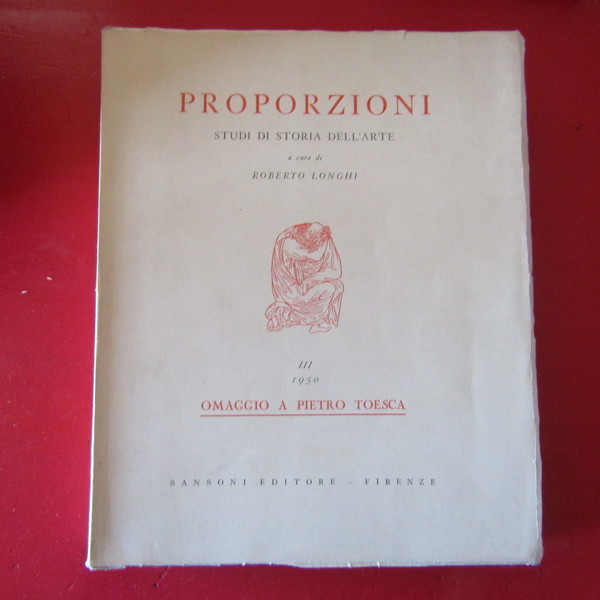 PROPORZIONI
STUDI DI STORIA DELL'ARTE
a cura di
ROBERTO LONGHI
III
1950
OMAGGIO A PIETRO TOESCA
SANSONI EDITORE - FIRENZE